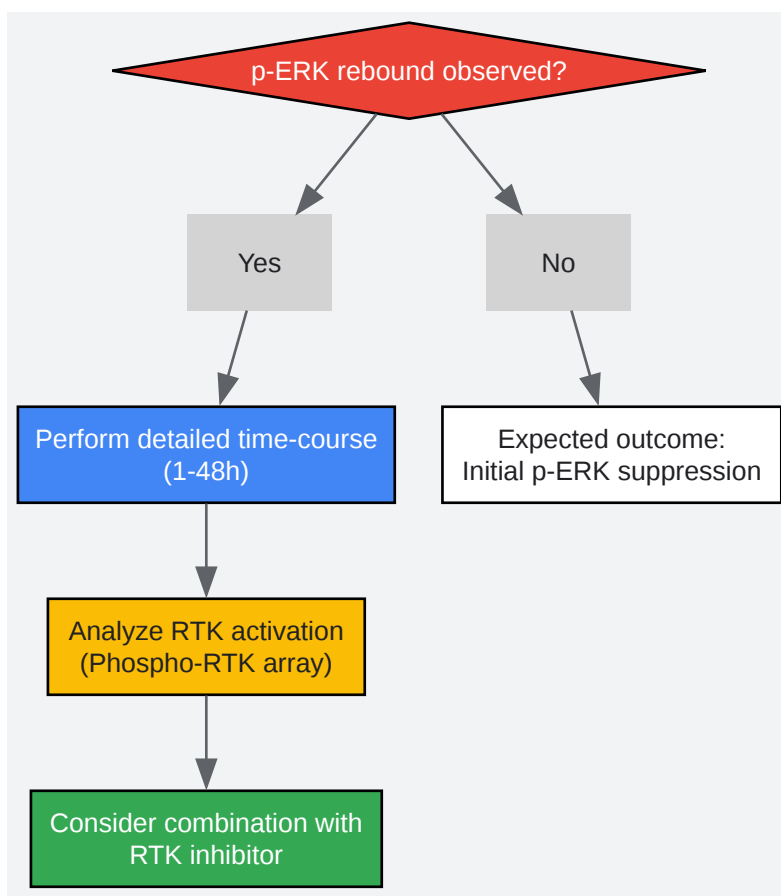 p-ERK rebound observed?
Yes
No
Perform detailed time-course
(1-48h)
Expected outcome:
Initial p-ERK suppression
Analyze RTK activation
(Phospho-RTK array)
Consider combination with
RTK inhibitor